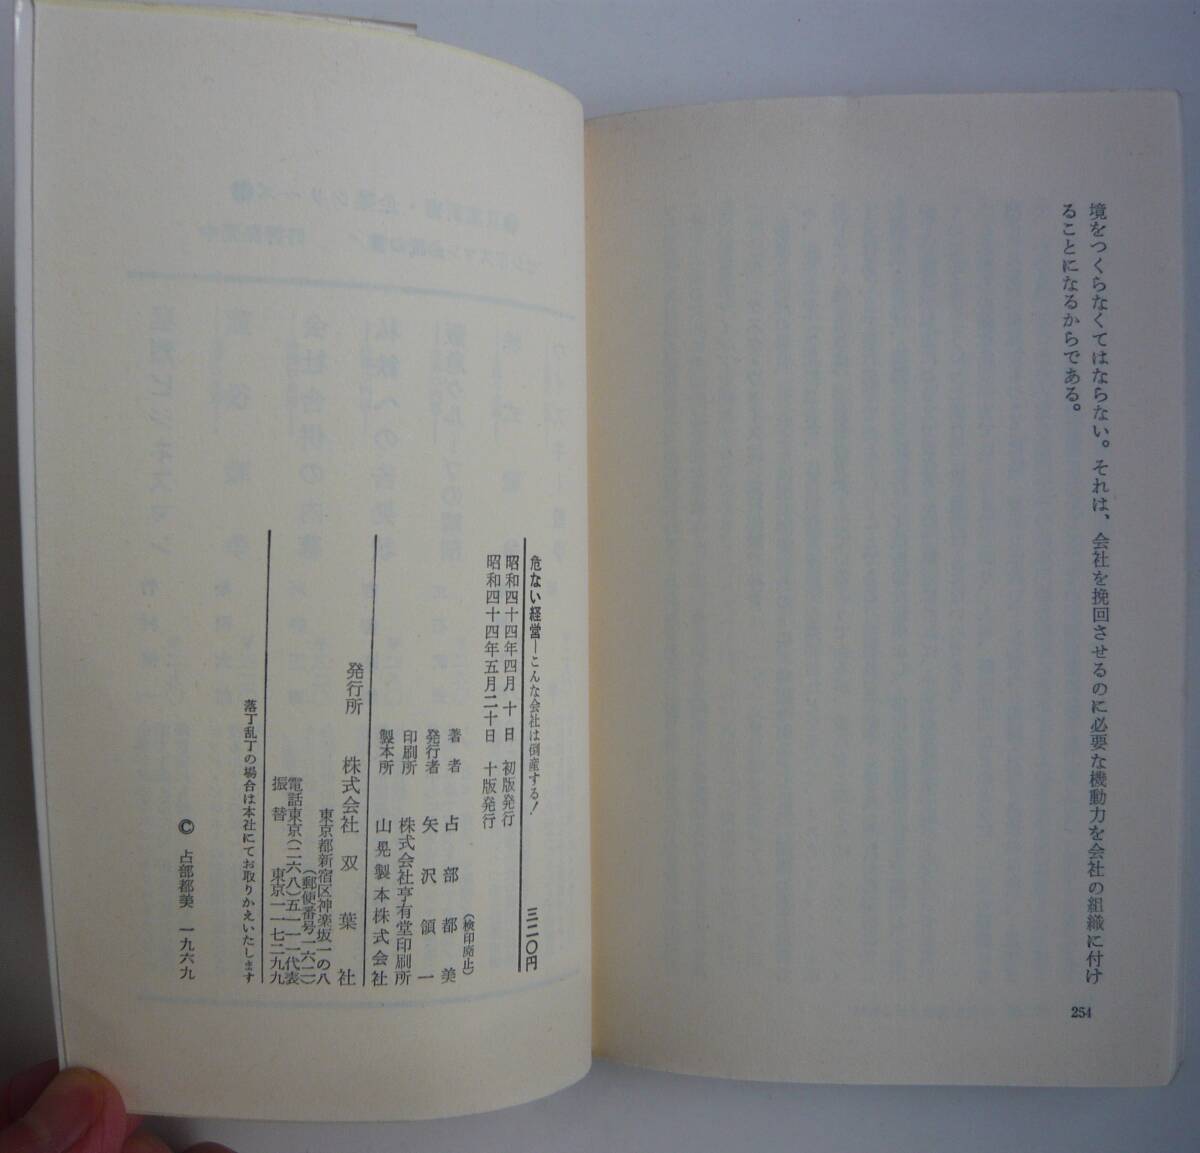 境をつくらなくてはならない。それは、会社を挽回させるのに必要な機動力を会社の組織に付け
ることになるからである。
254
危ない経営―こんな会社は倒産する! 三二〇円
昭和四十四年四月 十 日 初版発行
昭和四十四年五月二十日 十版発行
(検印廃止)
著 者 占部都美
発行者 矢沢領一
印刷所 株式会社亨有堂印刷所
製本所 山晃製本株式会社
発行所 株式会社 双葉社
東京都新宿区神楽坂一の八
(郵便番号一六二)
電話東京(二六八)五一一一代表
振替 東京一一七二九九
落丁乱丁の場合は本社にてお取りかえいたします
© 占部都美 一九六九